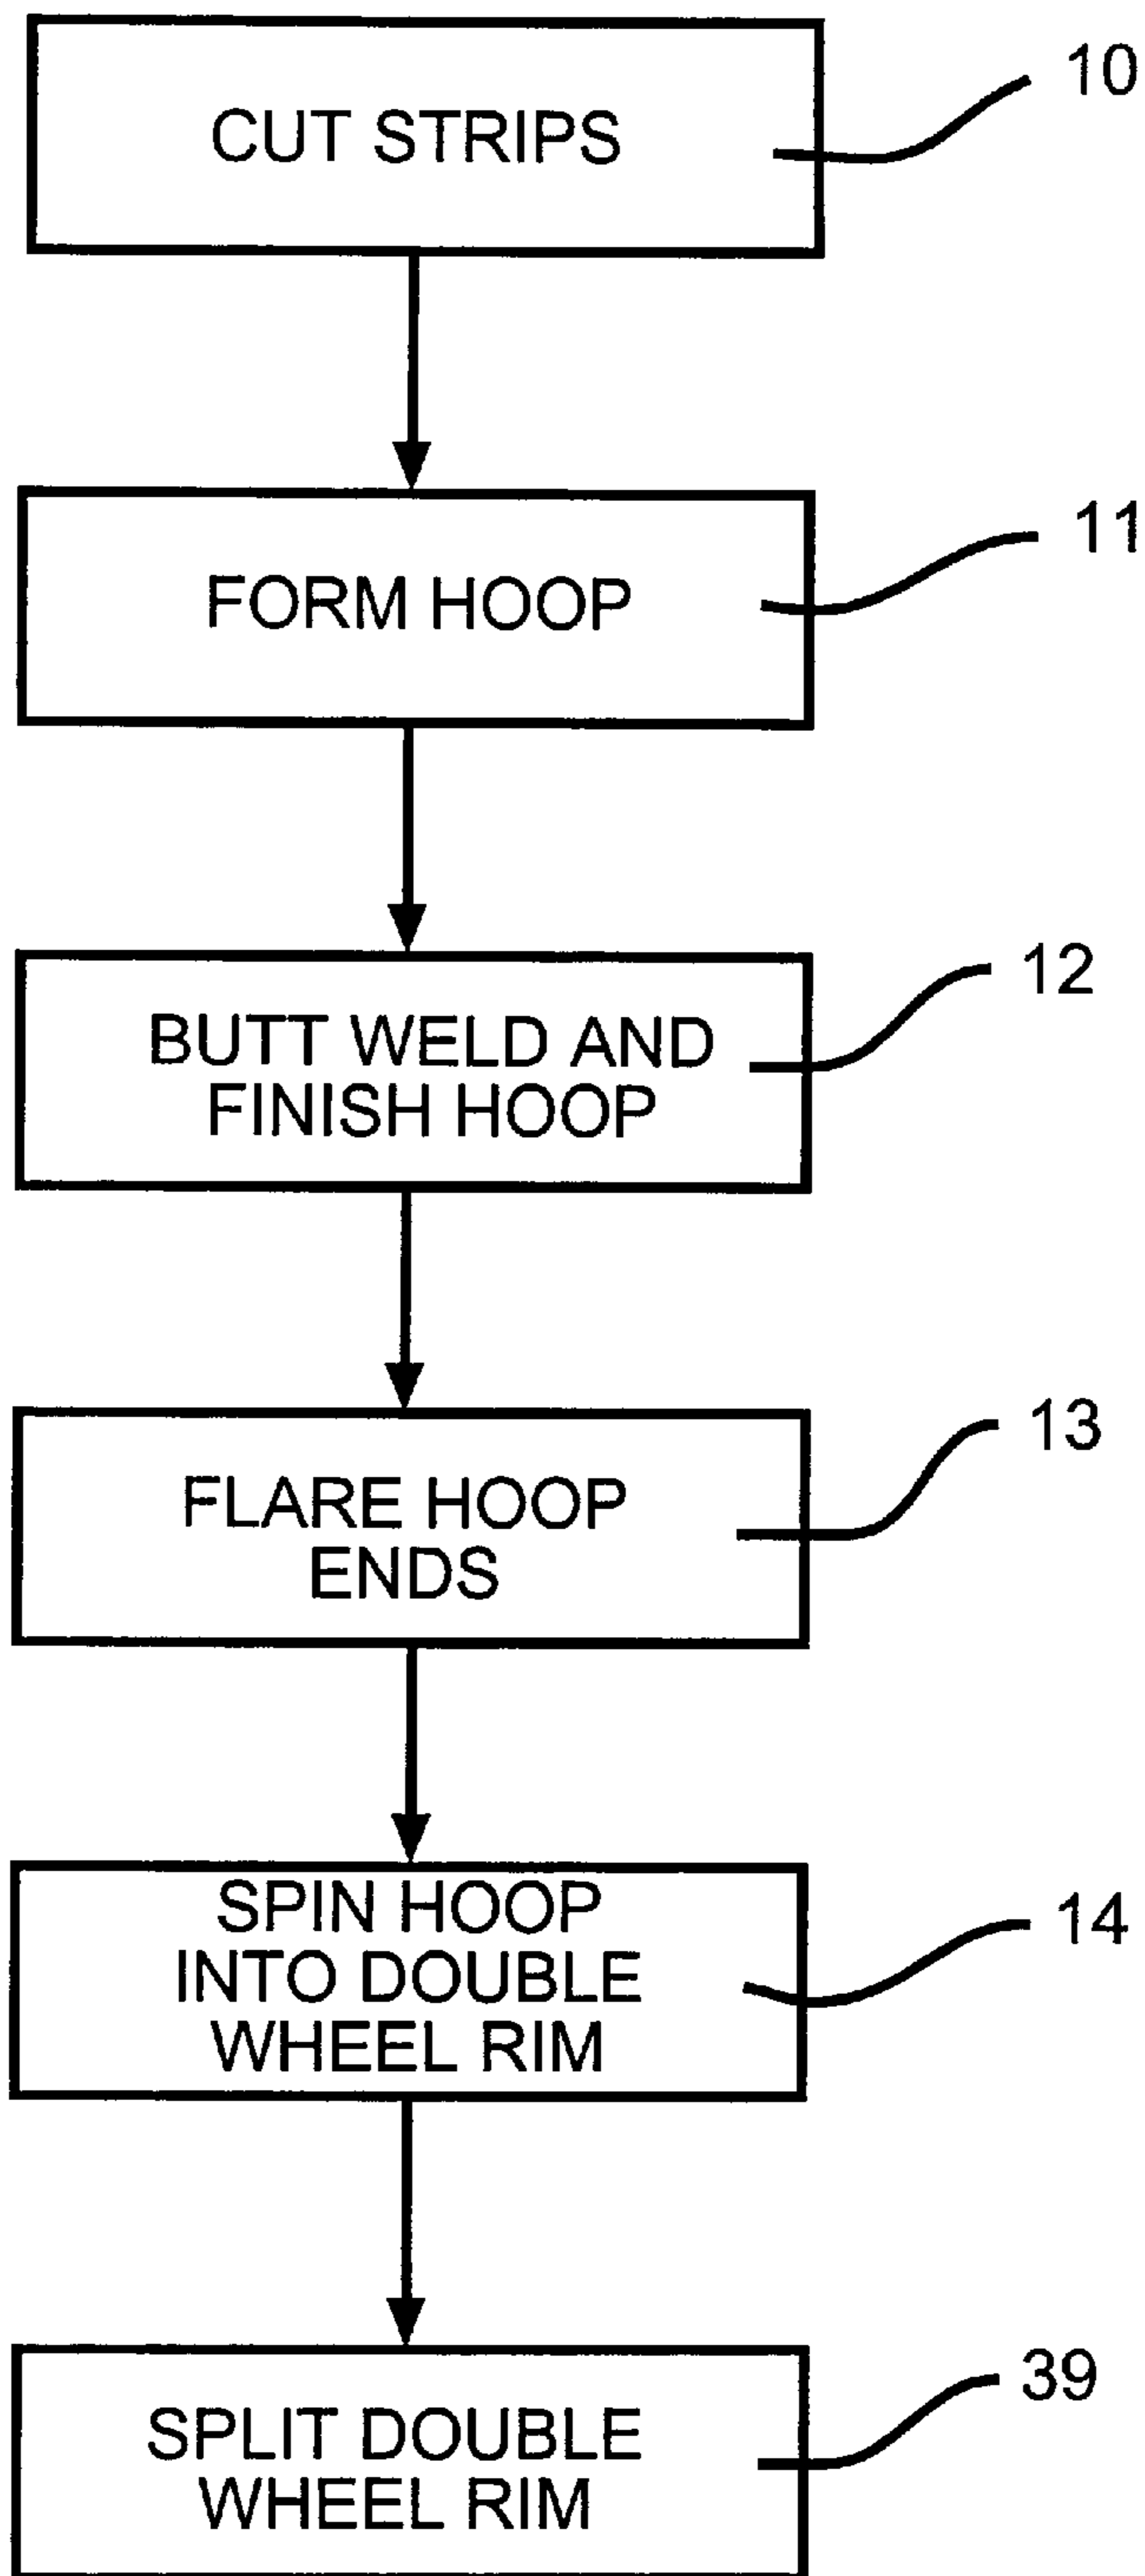 CUT STRIPS
10
FORM HOOP
11
BUTT WELD AND
FINISH HOOP
12
FLARE HOOP
ENDS
13
SPIN HOOP
INTO DOUBLE
WHEEL RIM
14
SPLIT DOUBLE
WHEEL RIM
39